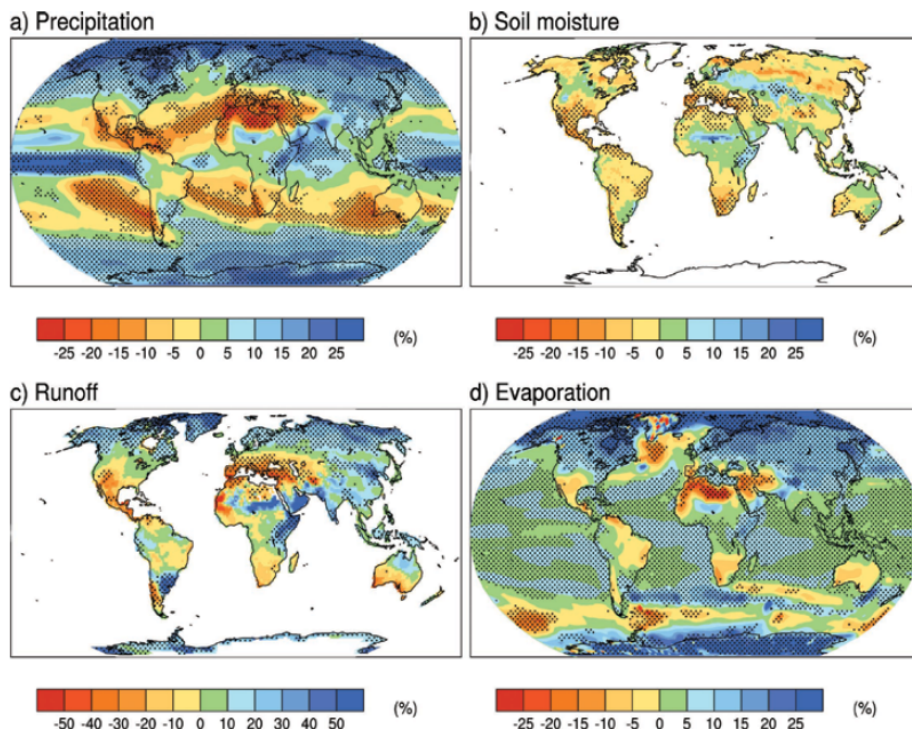 a) Precipitation
b) Soil moisture
-25 -20 -15 -10 -5 0 5 10 15 20 25 (%)
-25 -20 -15 -10 -5 0 5 10 15 20 25 (%)
c) Runoff
d) Evaporation
-50 -40 -30 -20 -10 0 10 20 30 40 50 (%)
-25 -20 -15 -10 -5 0 5 10 15 20 25 (%)